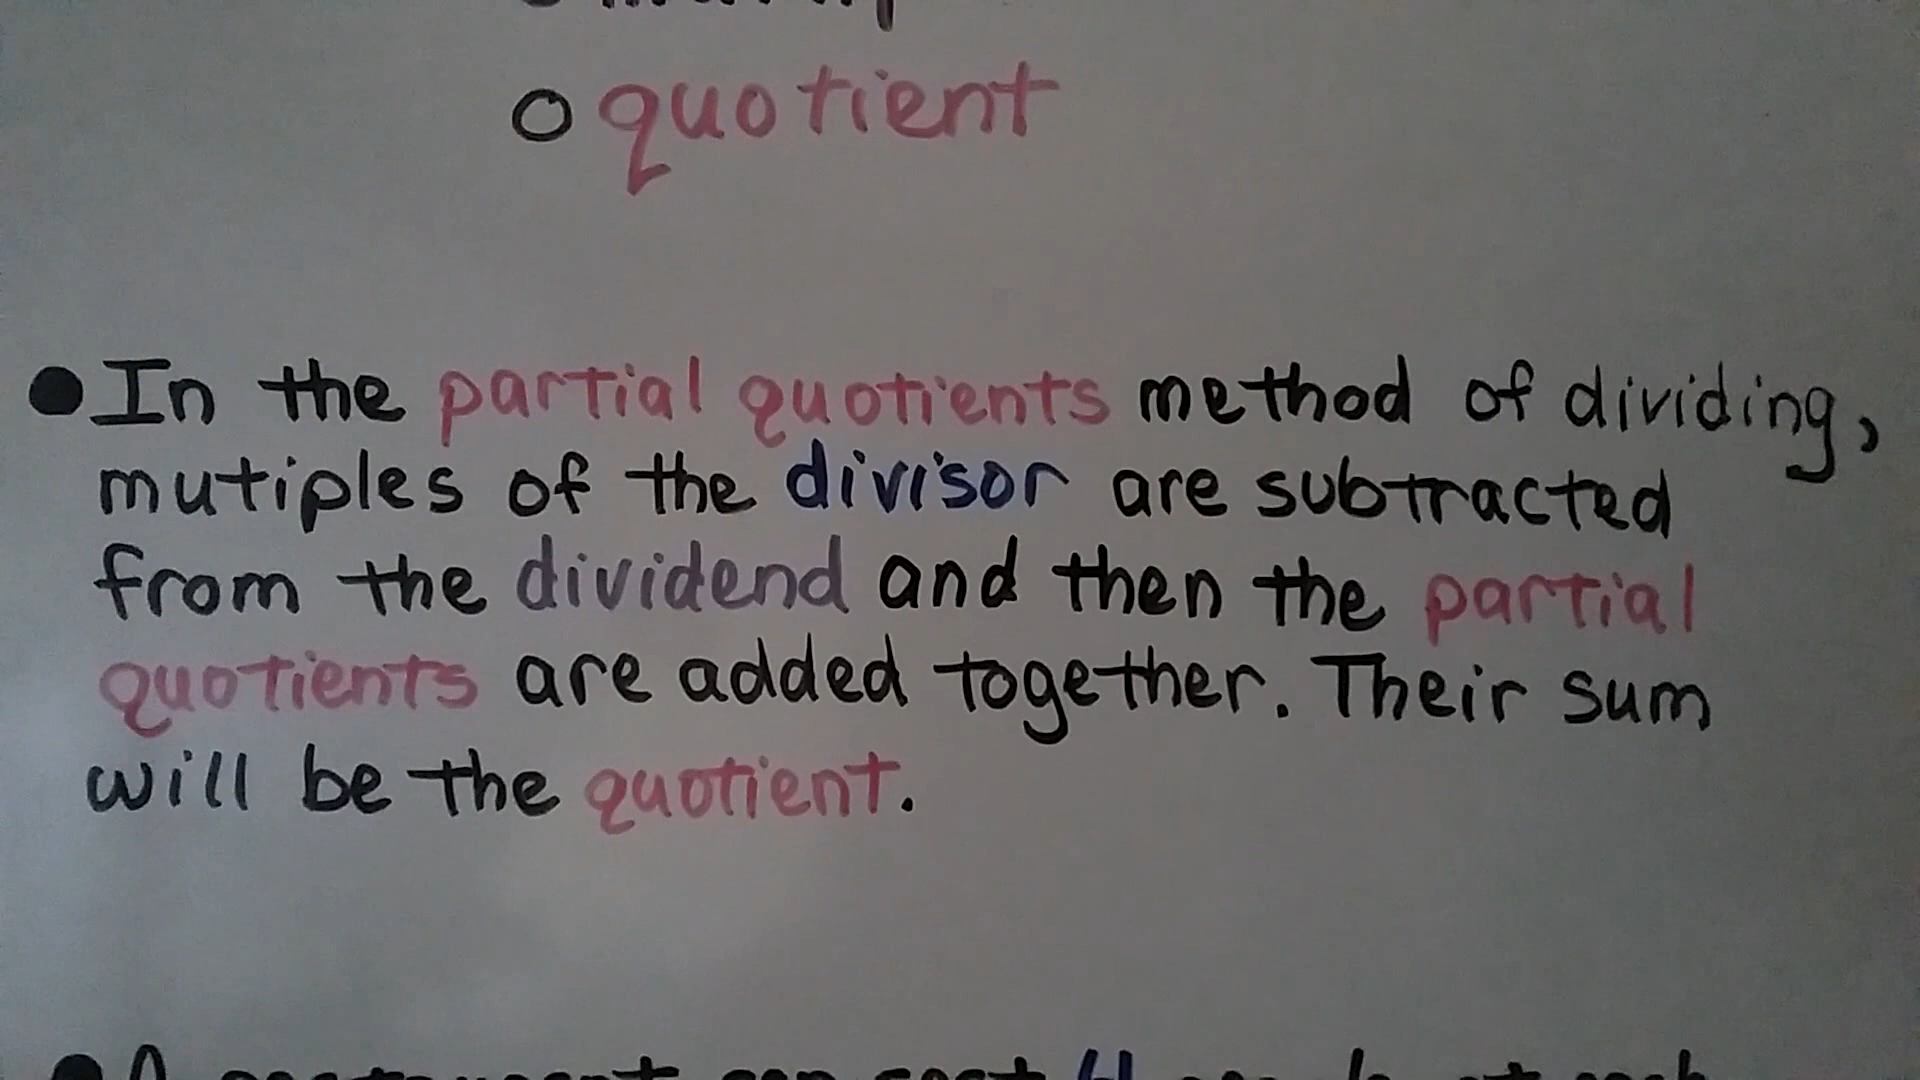 quotient
In the partial quotients method of dividing,
mutiples of the divisor are subtracted
from the dividend and then the partial
quotients are added together. Their sum
will be the quotient.